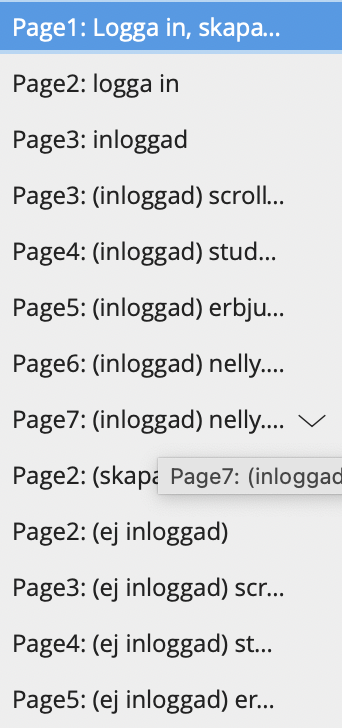 Page1: Logga in, skapa...
Page2: logga in
Page3: inloggad
Page3: (inloggad) scroll...
Page4: (inloggad) stud...
Page5: (inloggad) erbju...
Page6: (inloggad) nelly....
Page7: (inloggad) nelly....
Page2: (skapa
Page7: (inloggad
Page2: (ej inloggad)
Page3: (ej inloggad) scr...
Page4: (ej inloggad) st...
Page5: (ej inloggad) er...